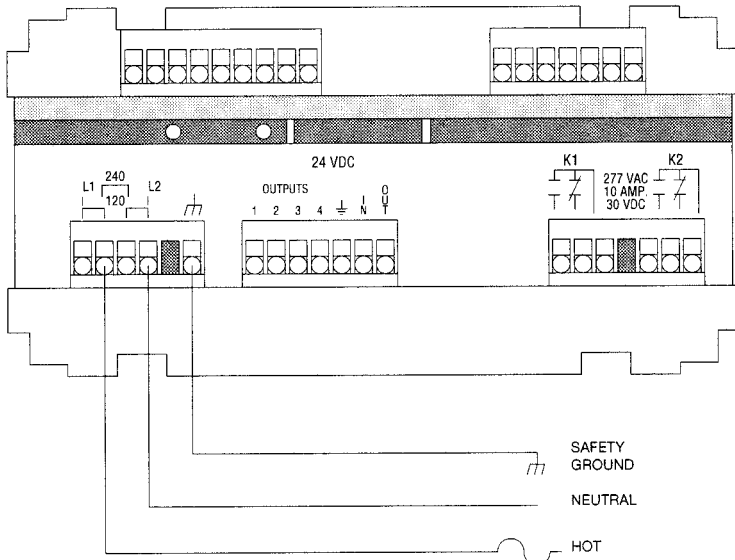 24 VDC
240
L1 L2
120
OUTPUTS
1 2 3 4 IN OUT
K1 K2
277 VAC
10 AMP.
30 VDC
SAFETY
GROUND
NEUTRAL
HOT